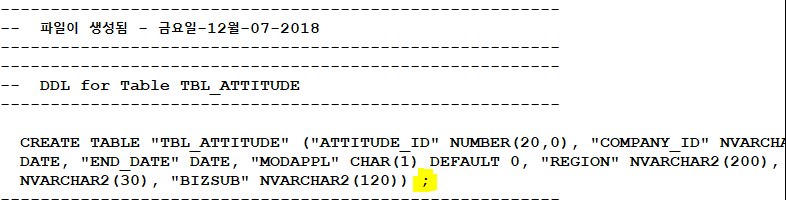 --------------------------------------------------------
--  파일이 생성됨 - 금요일-12월-07-2018
--------------------------------------------------------
--------------------------------------------------------
--  DDL for Table TBL_ATTITUDE
--------------------------------------------------------
CREATE TABLE "TBL_ATTITUDE" ("ATTITUDE_ID" NUMBER(20,0), "COMPANY_ID" NVARCHA
DATE, "END_DATE" DATE, "MODAPPL" CHAR(1) DEFAULT 0, "REGION" NVARCHAR2(200),
NVARCHAR2(30), "BIZSUB" NVARCHAR2(120)) ;
--------------------------------------------------------